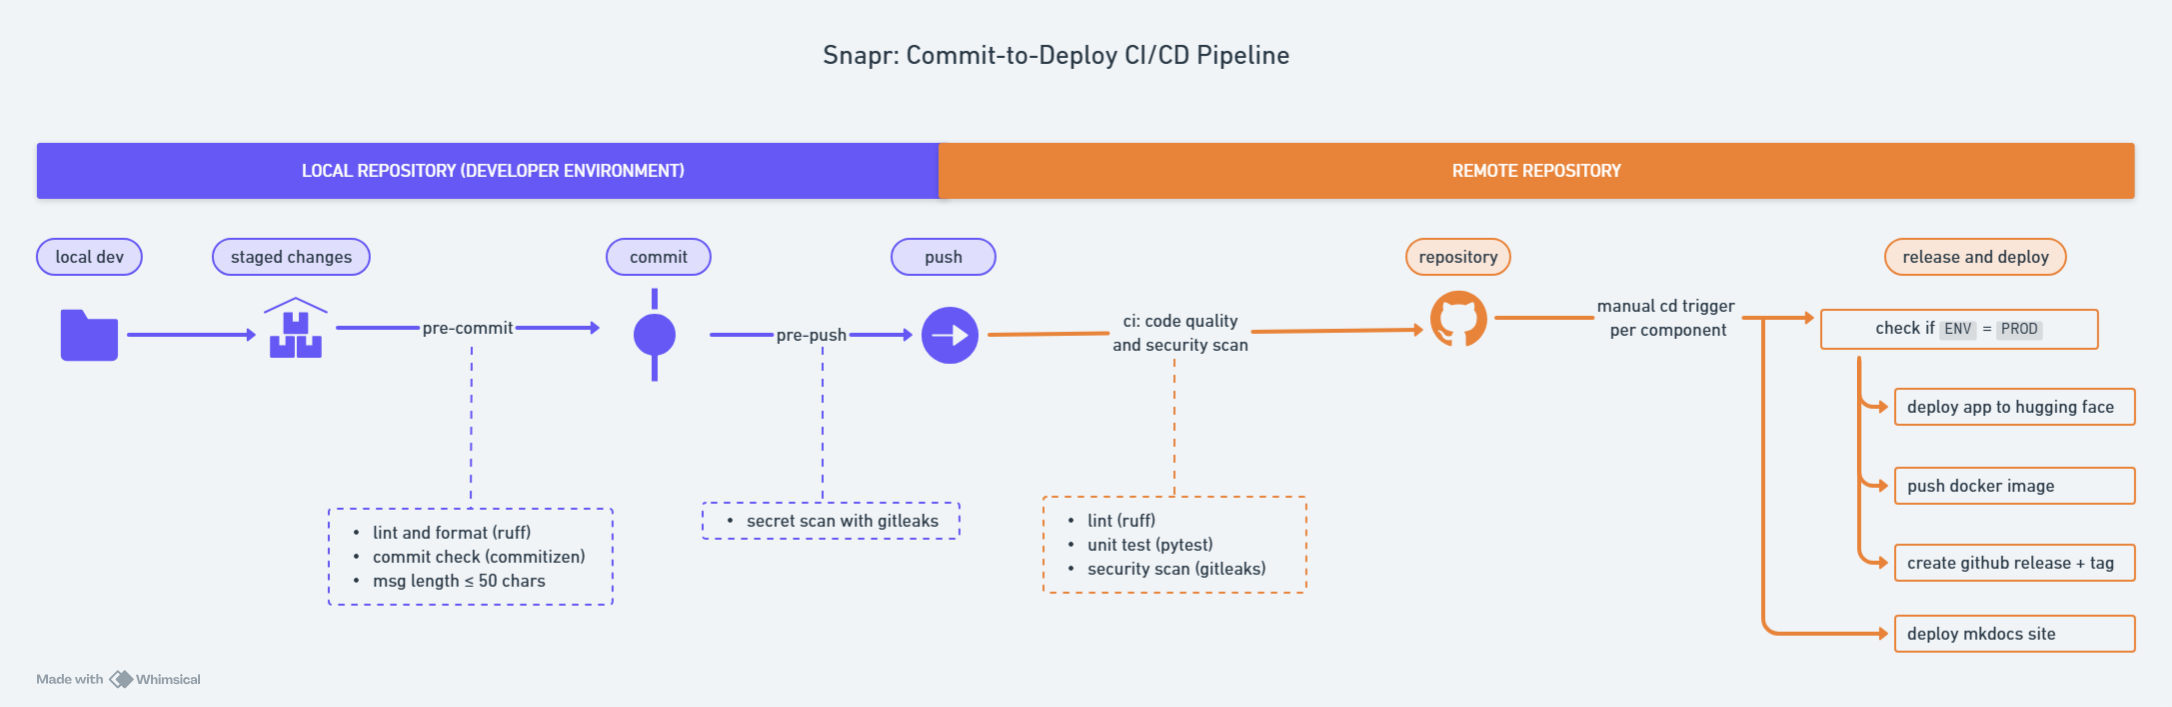 Snapr: Commit-to-Deploy CI/CD Pipeline
LOCAL REPOSITORY (DEVELOPER ENVIRONMENT)
REMOTE REPOSITORY
local dev
staged changes
commit
push
repository
release and deploy
pre-commit
pre-push
ci: code quality
and security scan
manual cd trigger
per component
check if ENV = PROD
deploy app to hugging face
push docker image
create github release + tag
deploy mkdocs site
• lint and format (ruff)
• commit check (commitizen)
• msg length ≤ 50 chars
• secret scan with gitleaks
• lint (ruff)
• unit test (pytest)
• security scan (gitleaks)
Made with Whimsical